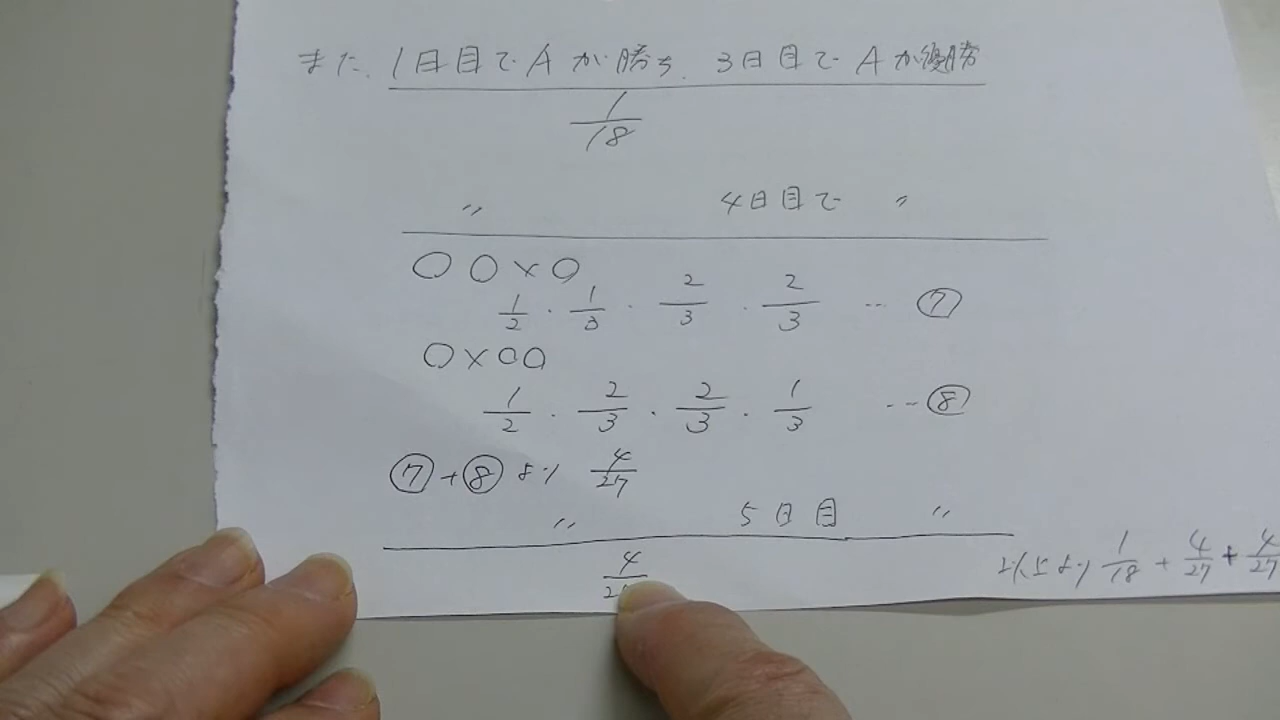 また、1日目でAが勝ち、3日目でAが優勝
1/18
〃 4日目で 〃
○○×○
1/2 · 1/3 · 2/3 · 2/3 … ⑦
○×○○
1/2 · 2/3 · 2/3 · 1/3 … ⑧
⑦+⑧より 4/27
〃 5日目 〃
4
以上より 1/18 + 4/27 + 4/27